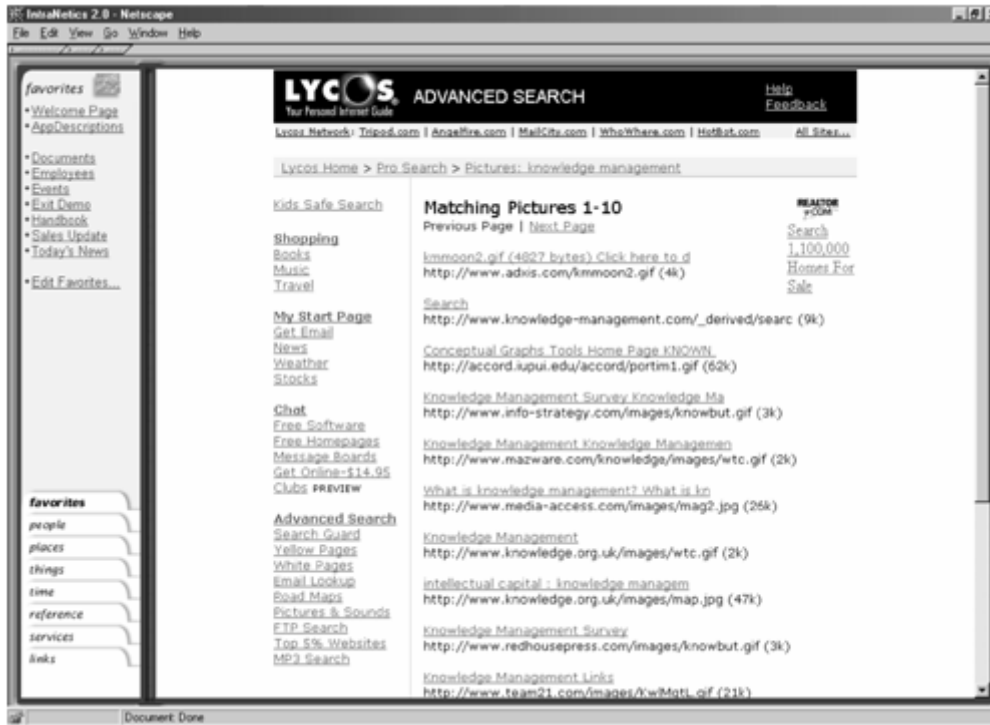 IntraNetics 2.0 - Netscape
File Edit View Go Window Help
favorites
Welcome Page
AppDescriptions
Documents
Employees
Events
Exit Demo
Handbook
Sales Update
Today's News
Edit Favorites...
favorites
people
places
things
time
reference
services
links
LYCOS
Your Personal Internet Guide
ADVANCED SEARCH
Help
Feedback
Lycos Network: Tripod.com | Angelfire.com | MailCity.com | WhoWhere.com | HotBot.com All Sites...
Lycos Home > Pro Search > Pictures: knowledge management
Kids Safe Search
Shopping
Books
Music
Travel
My Start Page
Get Email
News
Weather
Stocks
Chat
Free Software
Free Homepages
Message Boards
Get Online-$14.95
Clubs PREVIEW
Advanced Search
Search Guard
Yellow Pages
White Pages
Email Lookup
Road Maps
Pictures & Sounds
FTP Search
Top 5% Websites
MP3 Search
Matching Pictures 1-10
Previous Page | Next Page
kmmoon2.gif (4827 bytes) Click here to d
http://www.adxis.com/kmmoon2.gif (4k)
Search
http://www.knowledge-management.com/_derived/searc (9k)
Conceptual Graphs Tools Home Page KNOWN
http://accord.iupui.edu/accord/portim1.gif (62k)
Knowledge Management Survey Knowledge Ma
http://www.info-strategy.com/images/knowbut.gif (3k)
Knowledge Management Knowledge Managemen
http://www.mazware.com/knowledge/images/wtc.gif (2k)
What is knowledge management? What is kn
http://www.media-access.com/images/mag2.jpg (26k)
Knowledge Management
http://www.knowledge.org.uk/images/wtc.gif (2k)
intellectual capital : knowledge managem
http://www.knowledge.org.uk/images/map.jpg (47k)
Knowledge Management Survey
http://www.redhousepress.com/images/knowbut.gif (3k)
Knowledge Management Links
http://www.team21.com/images/KwlMgtL.gif (21k)
REALTOR
.COM
Search
1,100,000
Homes For
Sale
Document: Done